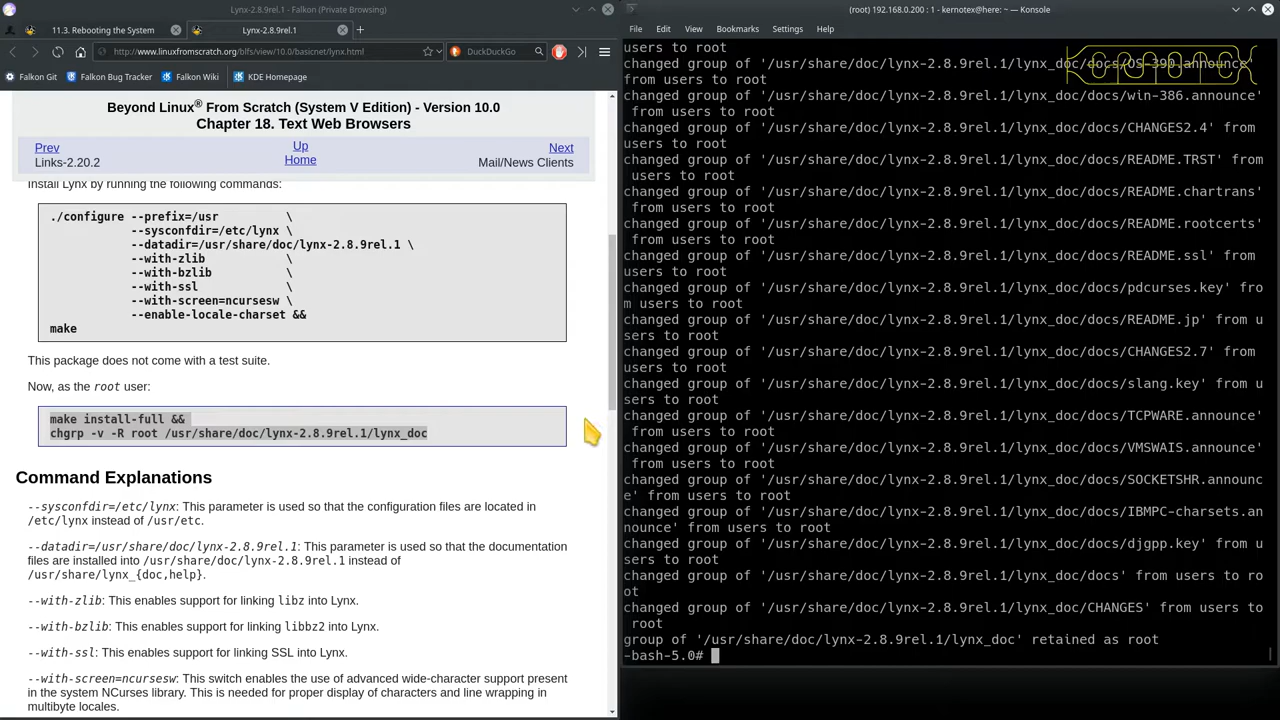 Lynx-2.8.9rel.1 - Falkon (Private Browsing)
11.3. Rebooting the System
Lynx-2.8.9rel.1
http://www.linuxfromscratch.org/blfs/view/10.0/basicnet/lynx.html
DuckDuckGo
Falkon Git
Falkon Bug Tracker
Falkon Wiki
KDE Homepage
Beyond Linux® From Scratch (System V Edition) - Version 10.0
Chapter 18. Text Web Browsers
Prev
Up
Next
Links-2.20.2
Home
Mail/News Clients
Install Lynx by running the following commands:
./configure --prefix=/usr \
--sysconfdir=/etc/lynx \
--datadir=/usr/share/doc/lynx-2.8.9rel.1 \
--with-zlib \
--with-bzlib \
--with-ssl \
--with-screen=ncursesw \
--enable-locale-charset &&
make
This package does not come with a test suite.
Now, as the root user:
make install-full &&
chgrp -v -R root /usr/share/doc/lynx-2.8.9rel.1/lynx_doc
Command Explanations
--sysconfdir=/etc/lynx: This parameter is used so that the configuration files are located in
/etc/lynx instead of /usr/etc.
--datadir=/usr/share/doc/lynx-2.8.9rel.1: This parameter is used so that the documentation
files are installed into /usr/share/doc/lynx-2.8.9rel.1 instead of
/usr/share/lynx_{doc,help}.
--with-zlib: This enables support for linking libz into Lynx.
--with-bzlib: This enables support for linking libbz2 into Lynx.
--with-ssl: This enables support for linking SSL into Lynx.
--with-screen=ncursesw: This switch enables the use of advanced wide-character support present
in the system NCurses library. This is needed for proper display of characters and line wrapping in
multibyte locales.
(root) 192.168.0.200 : 1 - kernotex@here: ~ — Konsole
File Edit View Bookmarks Settings Help
users to root
changed group of '/usr/share/doc/lynx-2.8.9rel.1/lynx_doc/docs/OS-390.announce'
from users to root
changed group of '/usr/share/doc/lynx-2.8.9rel.1/lynx_doc/docs/win-386.announce'
from users to root
changed group of '/usr/share/doc/lynx-2.8.9rel.1/lynx_doc/docs/CHANGES2.4' from
users to root
changed group of '/usr/share/doc/lynx-2.8.9rel.1/lynx_doc/docs/README.TRST' from
users to root
changed group of '/usr/share/doc/lynx-2.8.9rel.1/lynx_doc/docs/README.chartrans'
from users to root
changed group of '/usr/share/doc/lynx-2.8.9rel.1/lynx_doc/docs/README.rootcerts'
from users to root
changed group of '/usr/share/doc/lynx-2.8.9rel.1/lynx_doc/docs/README.ssl' from
users to root
changed group of '/usr/share/doc/lynx-2.8.9rel.1/lynx_doc/docs/pdcurses.key' fro
m users to root
changed group of '/usr/share/doc/lynx-2.8.9rel.1/lynx_doc/docs/README.jp' from u
sers to root
changed group of '/usr/share/doc/lynx-2.8.9rel.1/lynx_doc/docs/CHANGES2.7' from
users to root
changed group of '/usr/share/doc/lynx-2.8.9rel.1/lynx_doc/docs/slang.key' from u
sers to root
changed group of '/usr/share/doc/lynx-2.8.9rel.1/lynx_doc/docs/TCPWARE.announce'
from users to root
changed group of '/usr/share/doc/lynx-2.8.9rel.1/lynx_doc/docs/VMSWAIS.announce'
from users to root
changed group of '/usr/share/doc/lynx-2.8.9rel.1/lynx_doc/docs/SOCKETSHR.announc
e' from users to root
changed group of '/usr/share/doc/lynx-2.8.9rel.1/lynx_doc/docs/IBMPC-charsets.an
nounce' from users to root
changed group of '/usr/share/doc/lynx-2.8.9rel.1/lynx_doc/docs/djgpp.key' from u
sers to root
changed group of '/usr/share/doc/lynx-2.8.9rel.1/lynx_doc/docs' from users to ro
ot
changed group of '/usr/share/doc/lynx-2.8.9rel.1/lynx_doc/CHANGES' from users to
root
group of '/usr/share/doc/lynx-2.8.9rel.1/lynx_doc' retained as root
-bash-5.0#